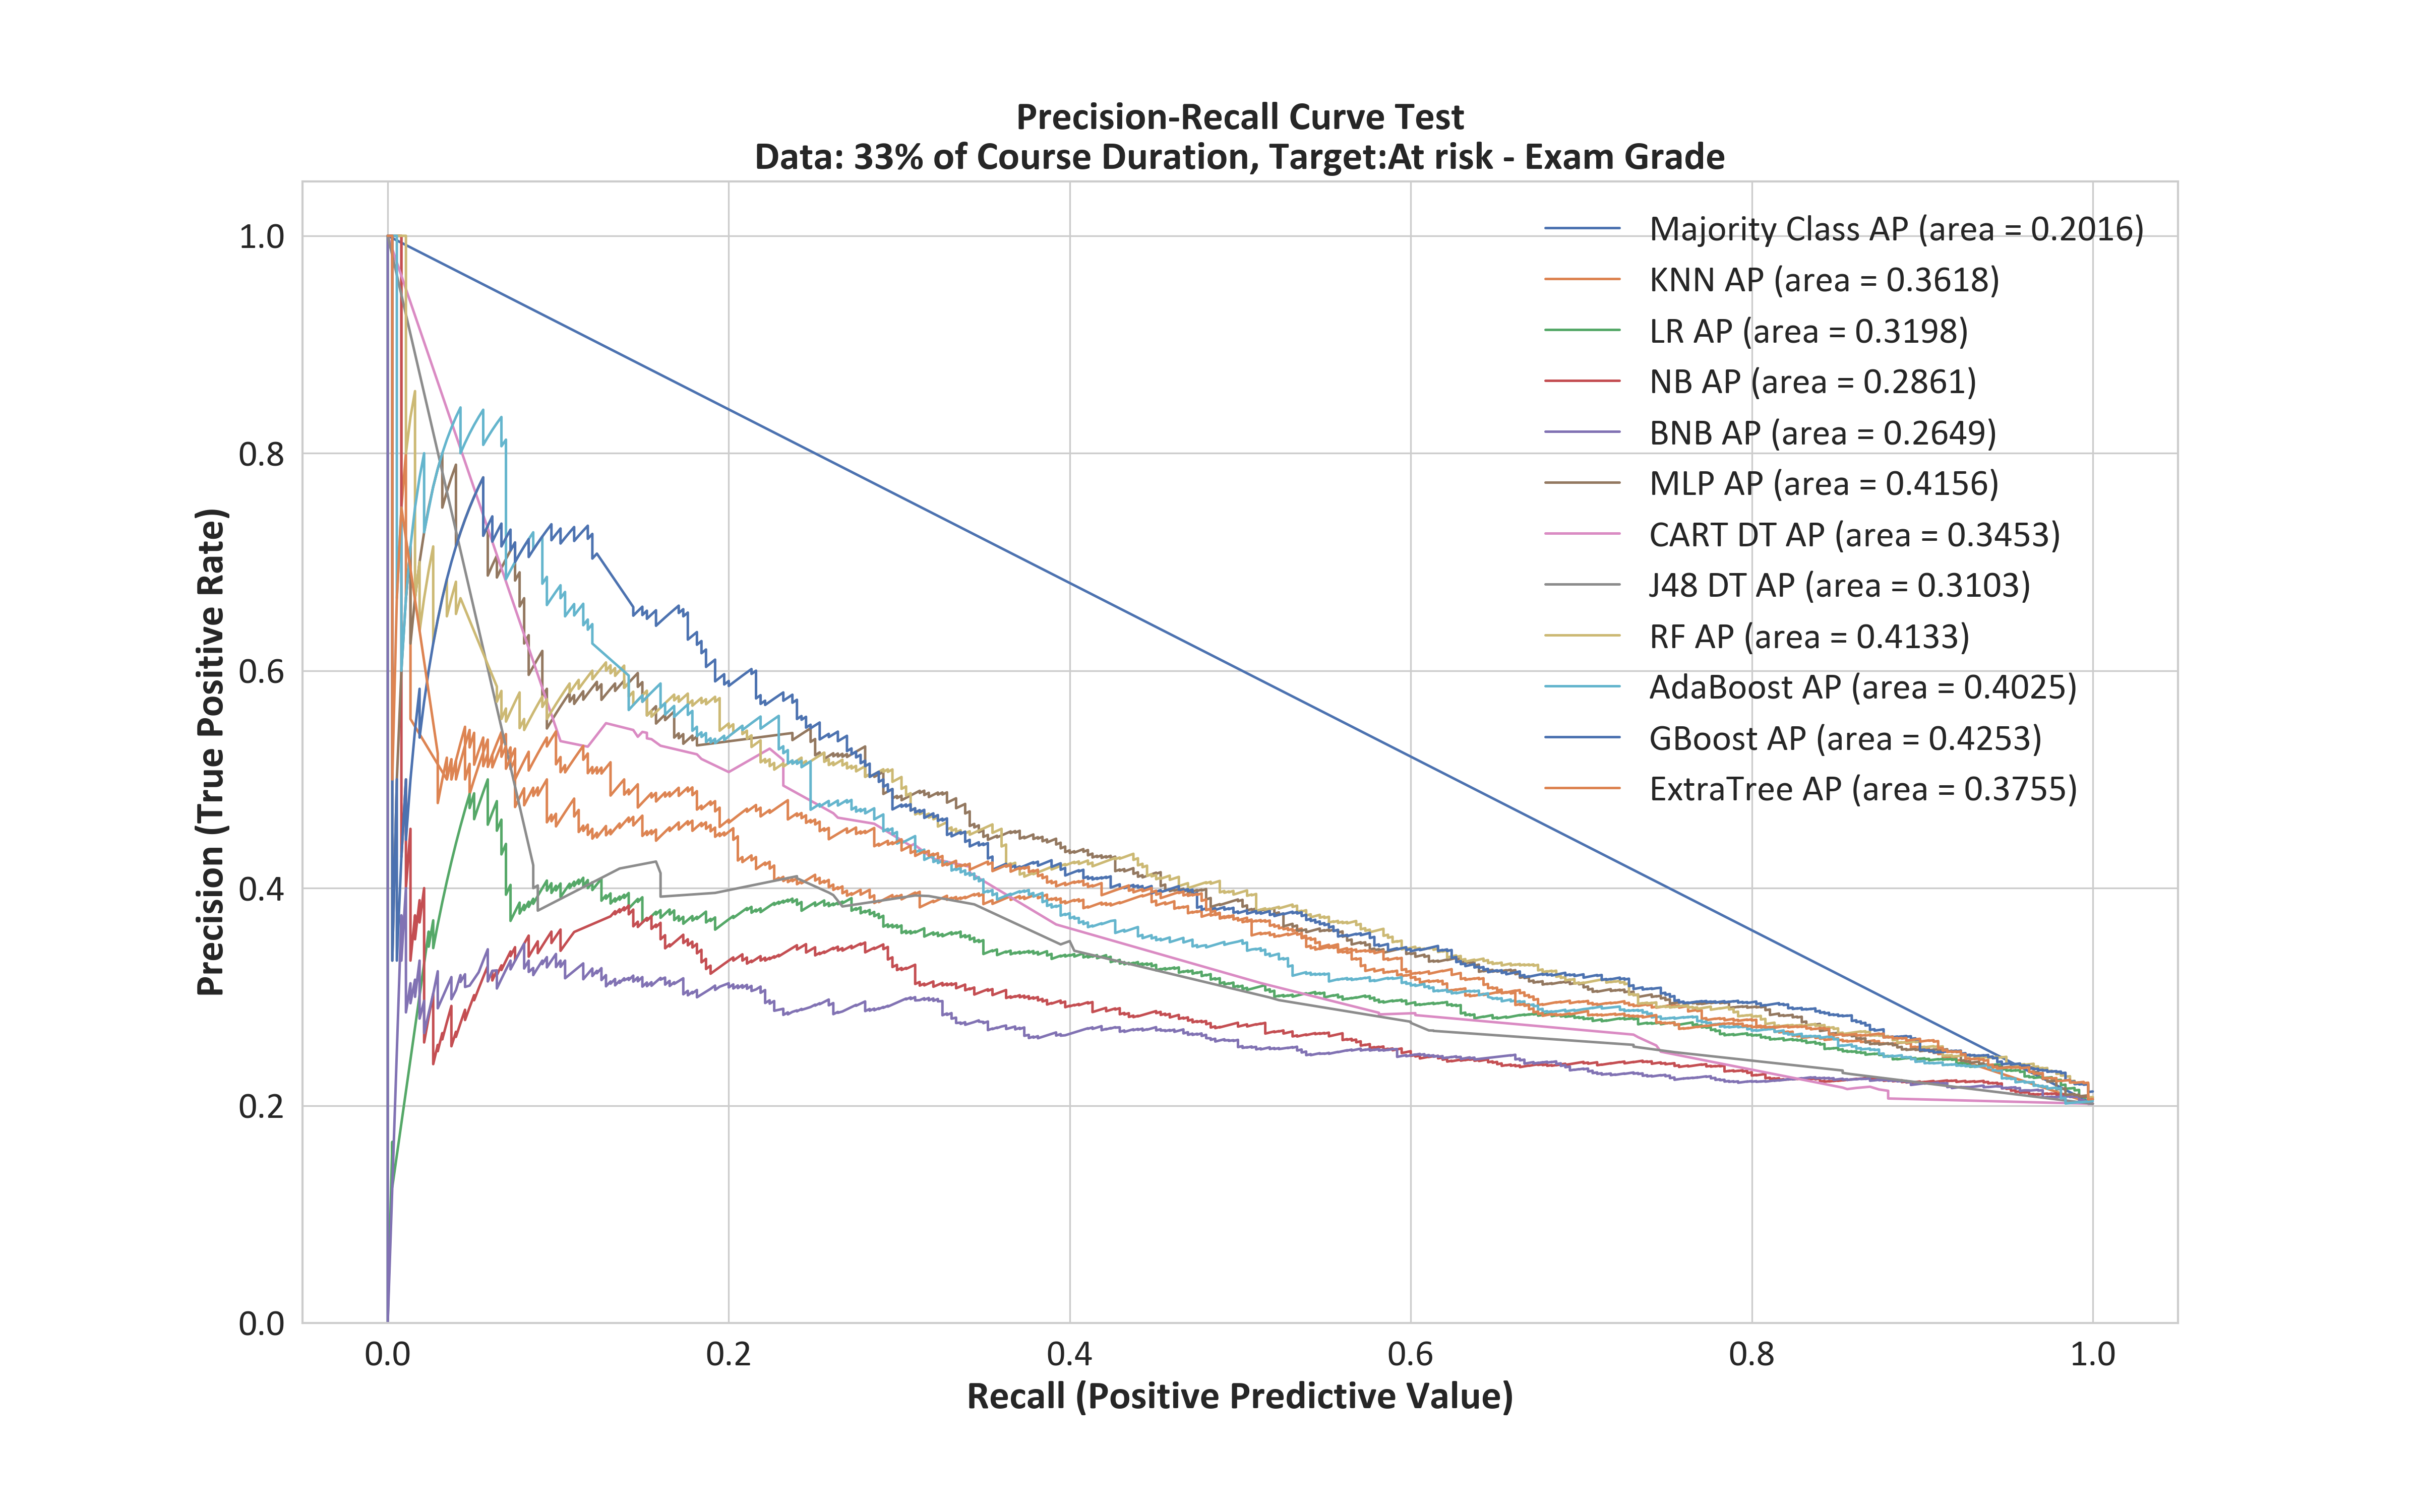 Precision-Recall Curve Test
Data: 33% of Course Duration, Target:At risk - Exam Grade
Majority Class AP (area = 0.2016)
KNN AP (area = 0.3618)
LR AP (area = 0.3198)
NB AP (area = 0.2861)
BNB AP (area = 0.2649)
MLP AP (area = 0.4156)
CART DT AP (area = 0.3453)
J48 DT AP (area = 0.3103)
RF AP (area = 0.4133)
AdaBoost AP (area = 0.4025)
GBoost AP (area = 0.4253)
ExtraTree AP (area = 0.3755)
Precision (True Positive Rate)
1.0
0.8
0.6
0.4
0.2
0.0
0.0 0.2 0.4 0.6 0.8 1.0
Recall (Positive Predictive Value)